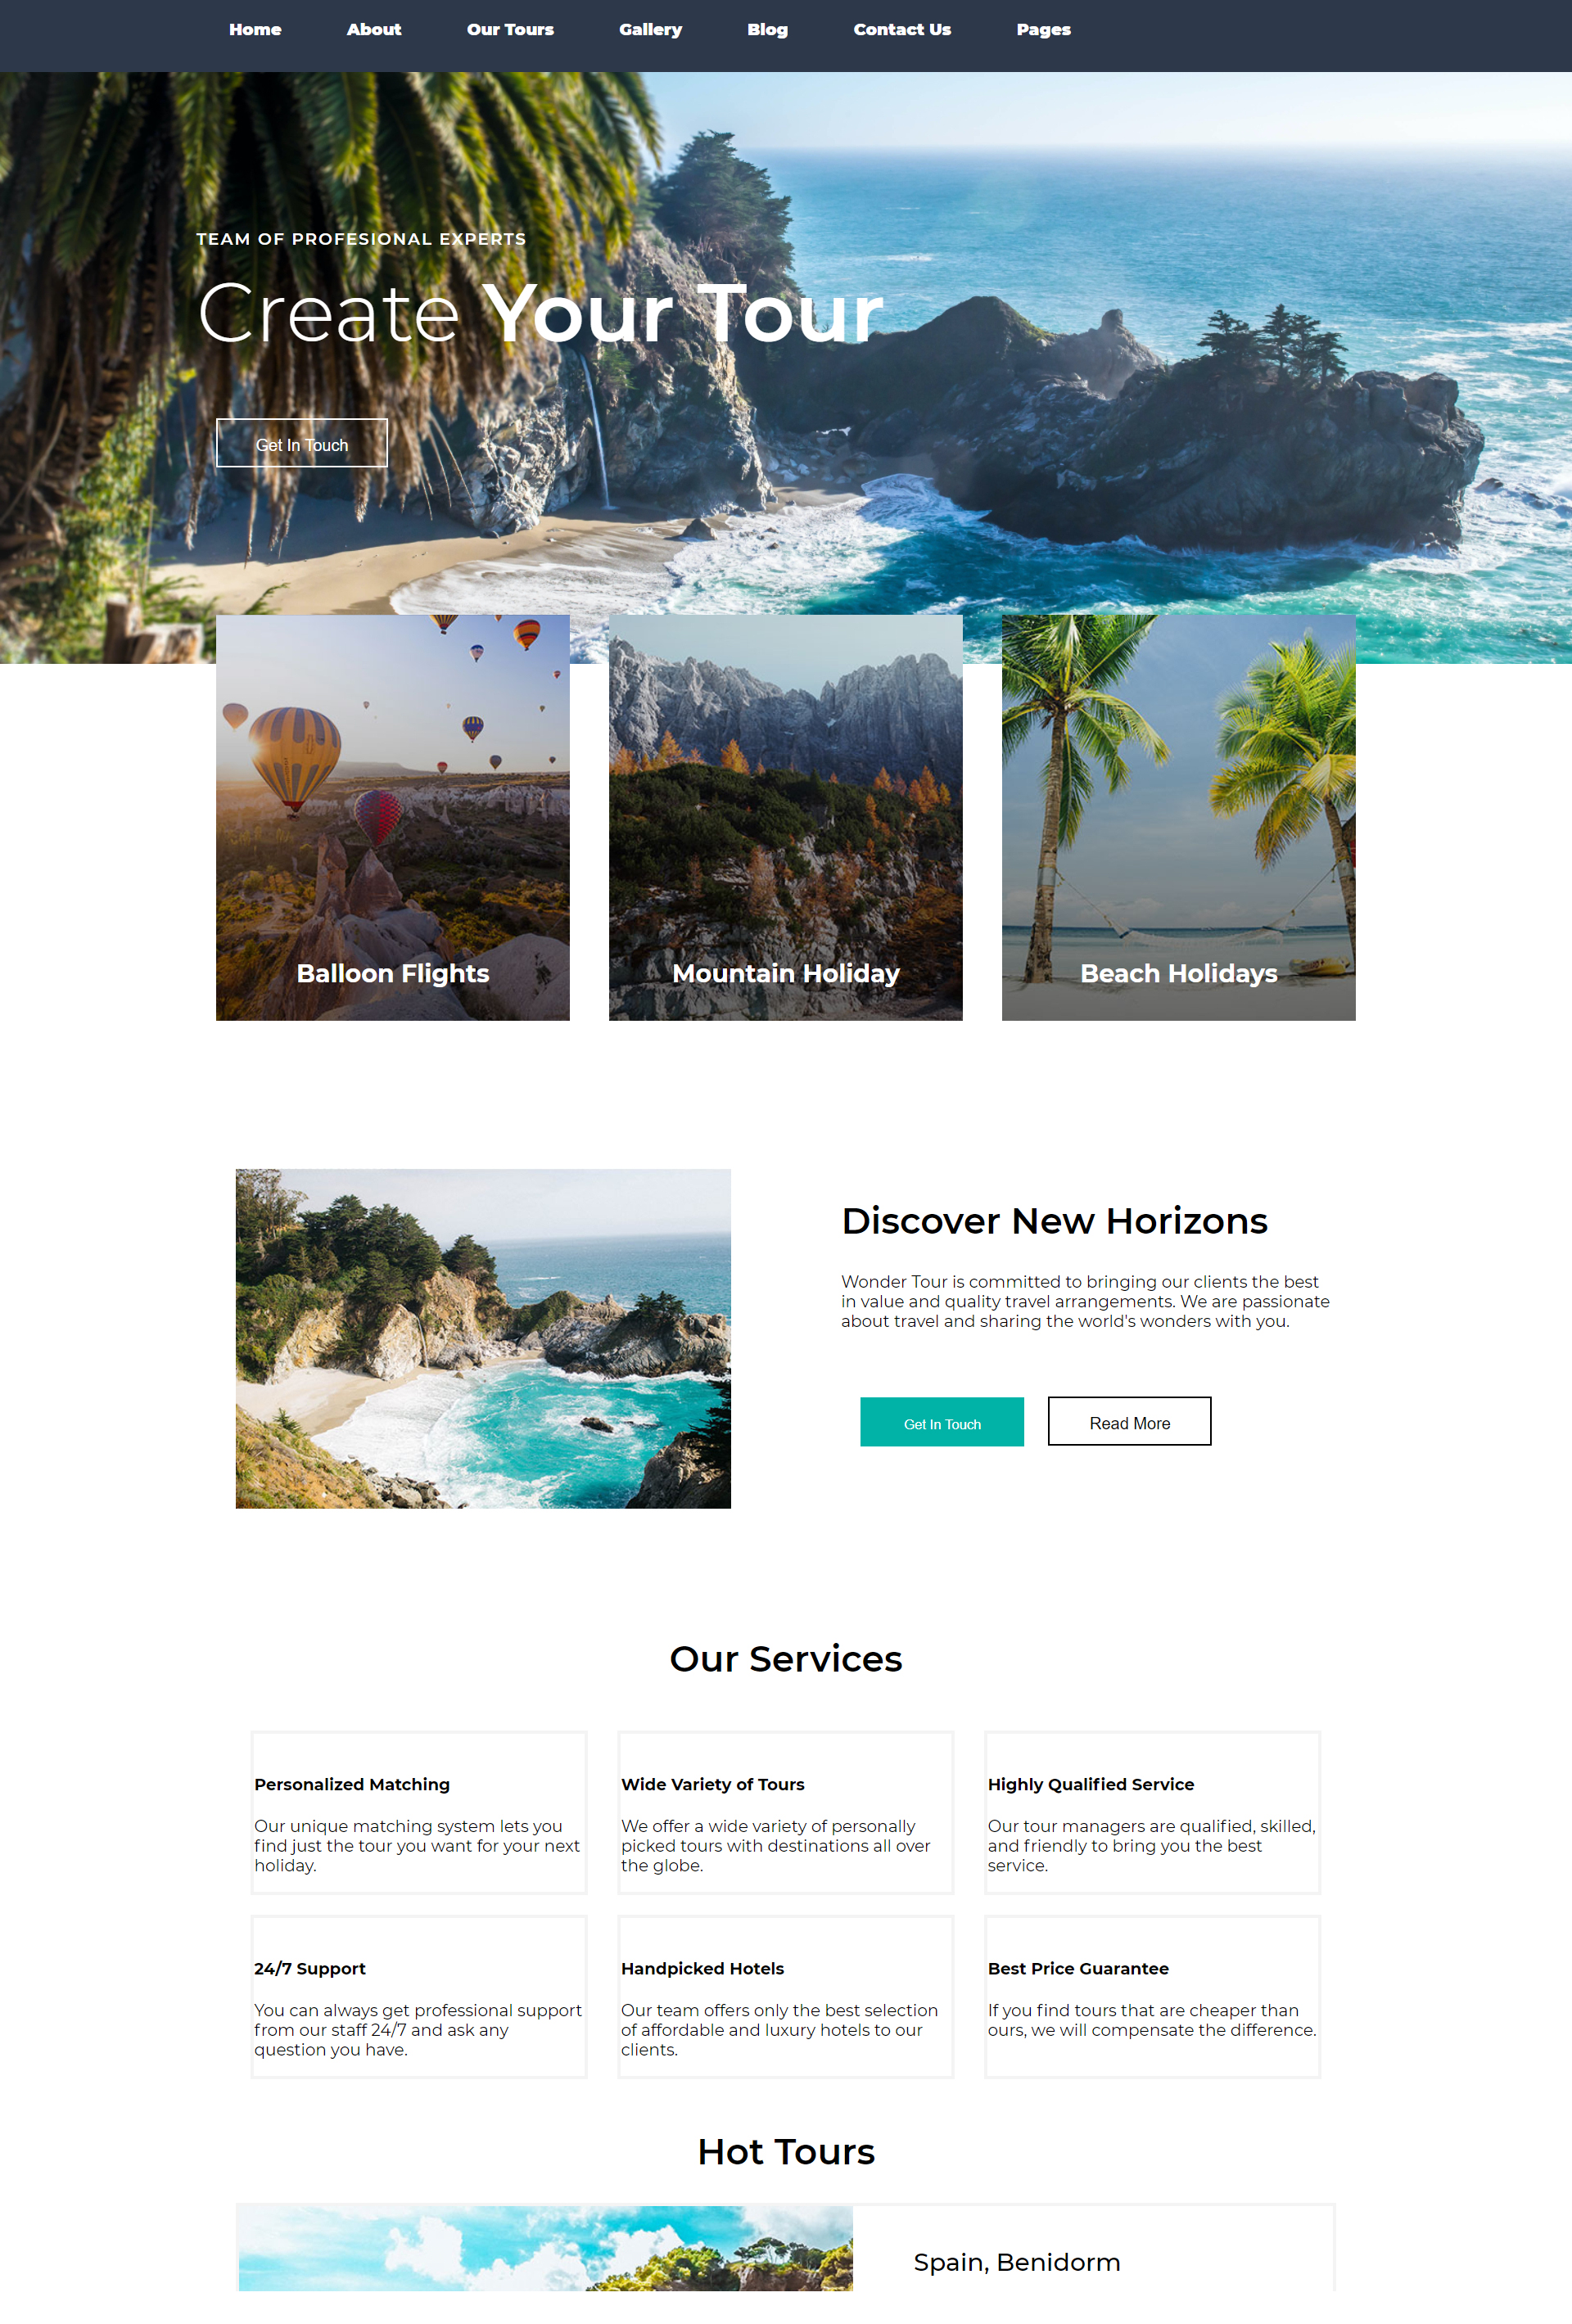 Home About Our Tours Gallery Blog Contact Us Pages
TEAM OF PROFESIONAL EXPERTS
Create Your Tour
Get In Touch
Balloon Flights
Mountain Holiday
Beach Holidays
Discover New Horizons
Wonder Tour is committed to bringing our clients the best
in value and quality travel arrangements. We are passionate
about travel and sharing the world's wonders with you.
Get In Touch
Read More
Our Services
Personalized Matching
Our unique matching system lets you
find just the tour you want for your next
holiday.
Wide Variety of Tours
We offer a wide variety of personally
picked tours with destinations all over
the globe.
Highly Qualified Service
Our tour managers are qualified, skilled,
and friendly to bring you the best
service.
24/7 Support
You can always get professional support
from our staff 24/7 and ask any
question you have.
Handpicked Hotels
Our team offers only the best selection
of affordable and luxury hotels to our
clients.
Best Price Guarantee
If you find tours that are cheaper than
ours, we will compensate the difference.
Hot Tours
Spain, Benidorm